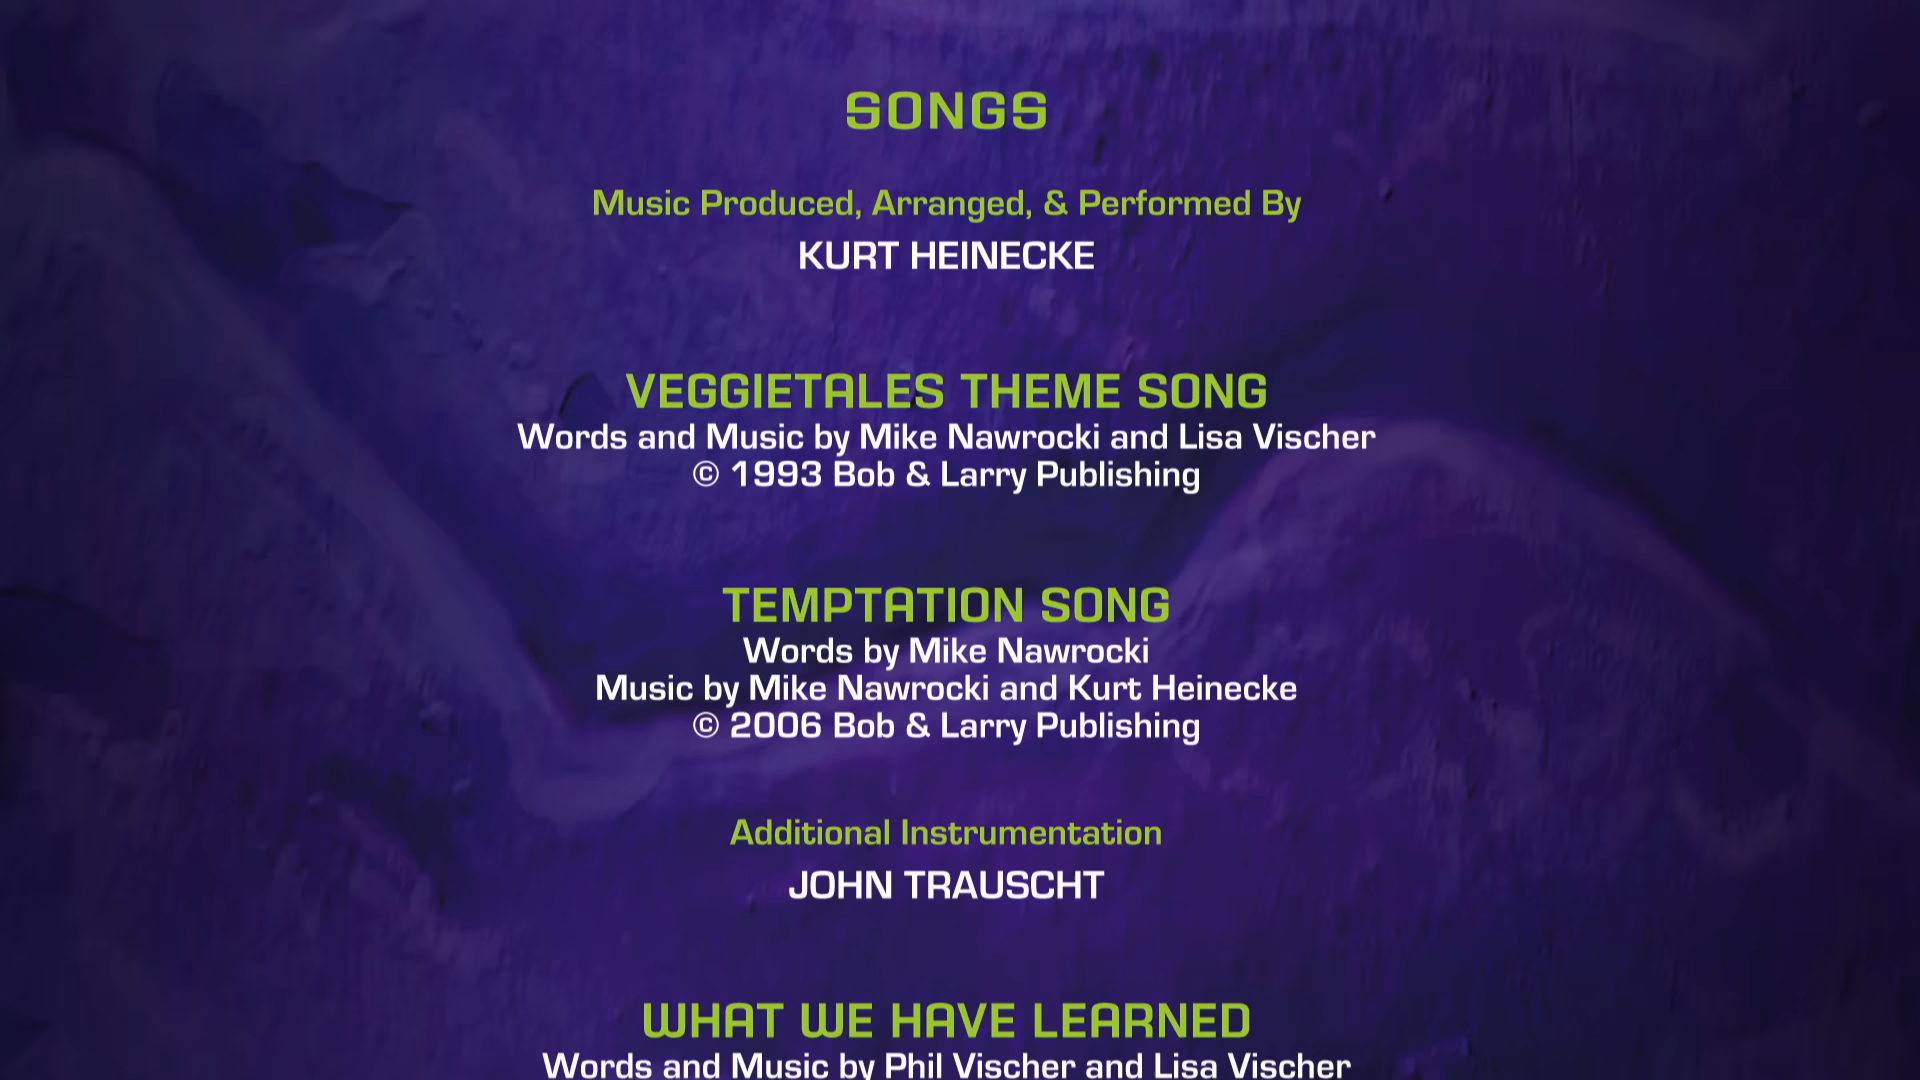 SONGS
Music Produced, Arranged, & Performed By
KURT HEINECKE
VEGGIETALES THEME SONG
Words and Music by Mike Nawrocki and Lisa Vischer
© 1993 Bob & Larry Publishing
TEMPTATION SONG
Words by Mike Nawrocki
Music by Mike Nawrocki and Kurt Heinecke
© 2006 Bob & Larry Publishing
Additional Instrumentation
JOHN TRAUSCHT
WHAT WE HAVE LEARNED
Words and Music by Phil Vischer and Lisa Vischer